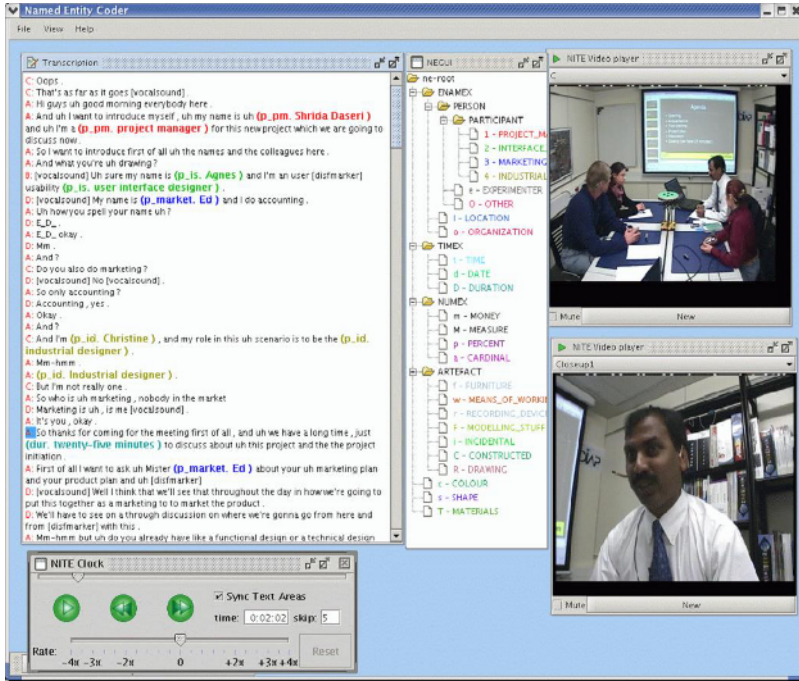 Named Entity Coder
File View Help
Transcription
C: Oops .
C: That's as far as it goes [vocalsound] .
A: Hi guys uh good morning everybody here .
A: And uh I want to introduce myself , uh my name is uh (p_pm. Shrida Daseri )
and uh I'm a (p_pm. project manager ) for this new project which we are going to
discuss now .
A: So I want to introduce first of all uh the names and the colleagues here .
A: And what you're uh drawing ?
B: [vocalsound] Uh sure my name is (p_is. Agnes ) and I'm an user [disfmarker]
usability (p_is. user interface designer ) .
D: [vocalsound] My name is (p_market. Ed ) and I do accounting .
A: Uh how you spell your name uh ?
D: E_D_ .
A: E_D_ okay .
D: Mm .
A: And ?
C: Do you also do marketing ?
D: [vocalsound] No [vocalsound] .
A: So only accounting ?
D: Accounting , yes .
A: Okay .
A: And ?
C: And I'm (p_id. Christine ) , and my role in this uh scenario is to be the (p_id.
industrial designer ) .
A: Mm-hmm .
A: (p_id. Industrial designer ) .
C: But I'm not really one .
A: So who is uh marketing , nobody in the market
D: Marketing is uh , is me [vocalsound] .
A: It's you , okay .
A: So thanks for coming for the meeting first of all , and uh we have a long time , just
(dur. twenty-five minutes ) to discuss about uh this project and the the project
initiation .
A: First of all I want to ask uh Mister (p_market. Ed ) about your uh marketing plan
and your product plan and uh [disfmarker]
D: [vocalsound] Well I think that we'll see that throughout the day in how we're going to
put this together as a marketing to to market the product .
D: We'll have to see on a through discussion on where we're gonna go from here and
from [disfmarker] with this .
A: Mm-hmm but uh do you already have like a functional design or a technical design
NEGUI
ne-root
ENAMEX
PERSON
PARTICIPANT
1 - PROJECT_MA
2 - INTERFACE_
3 - MARKETING
4 - INDUSTRIAL
e - EXPERIMENTER
O - OTHER
l - LOCATION
o - ORGANIZATION
TIMEX
t - TIME
d - DATE
D - DURATION
NUMEX
m - MONEY
M - MEASURE
p - PERCENT
a - CARDINAL
ARTEFACT
f - FURNITURE
w - MEANS_OF_WORKI
r - RECORDING_DEVIC
F - MODELLING_STUFF
i - INCIDENTAL
C - CONSTRUCTED
R - DRAWING
c - COLOUR
s - SHAPE
T - MATERIALS
NITE Video player
C
Agenda
Mute New
NITE Video player
Closeup1
Mute New
NITE Clock
Sync Text Areas
time: 0:02:02 skip: 5
Rate:
-4x -3x -2x 0 +2x +3x +4x
Reset